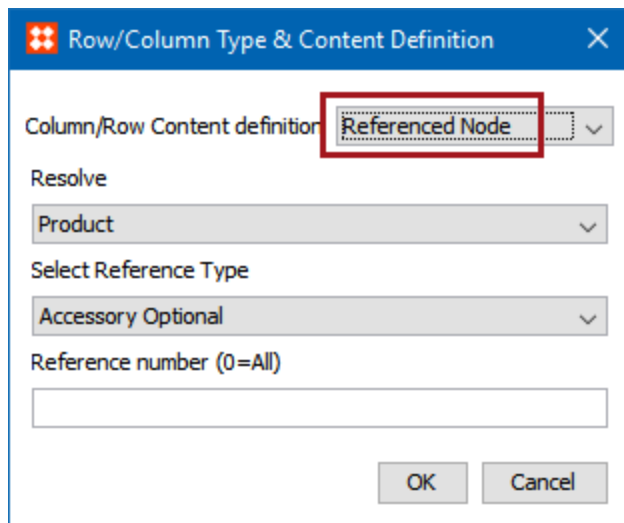 Row/Column Type & Content Definition
Column/Row Content definition Referenced Node
Resolve
Product
Select Reference Type
Accessory Optional
Reference number (0=All)
OK Cancel